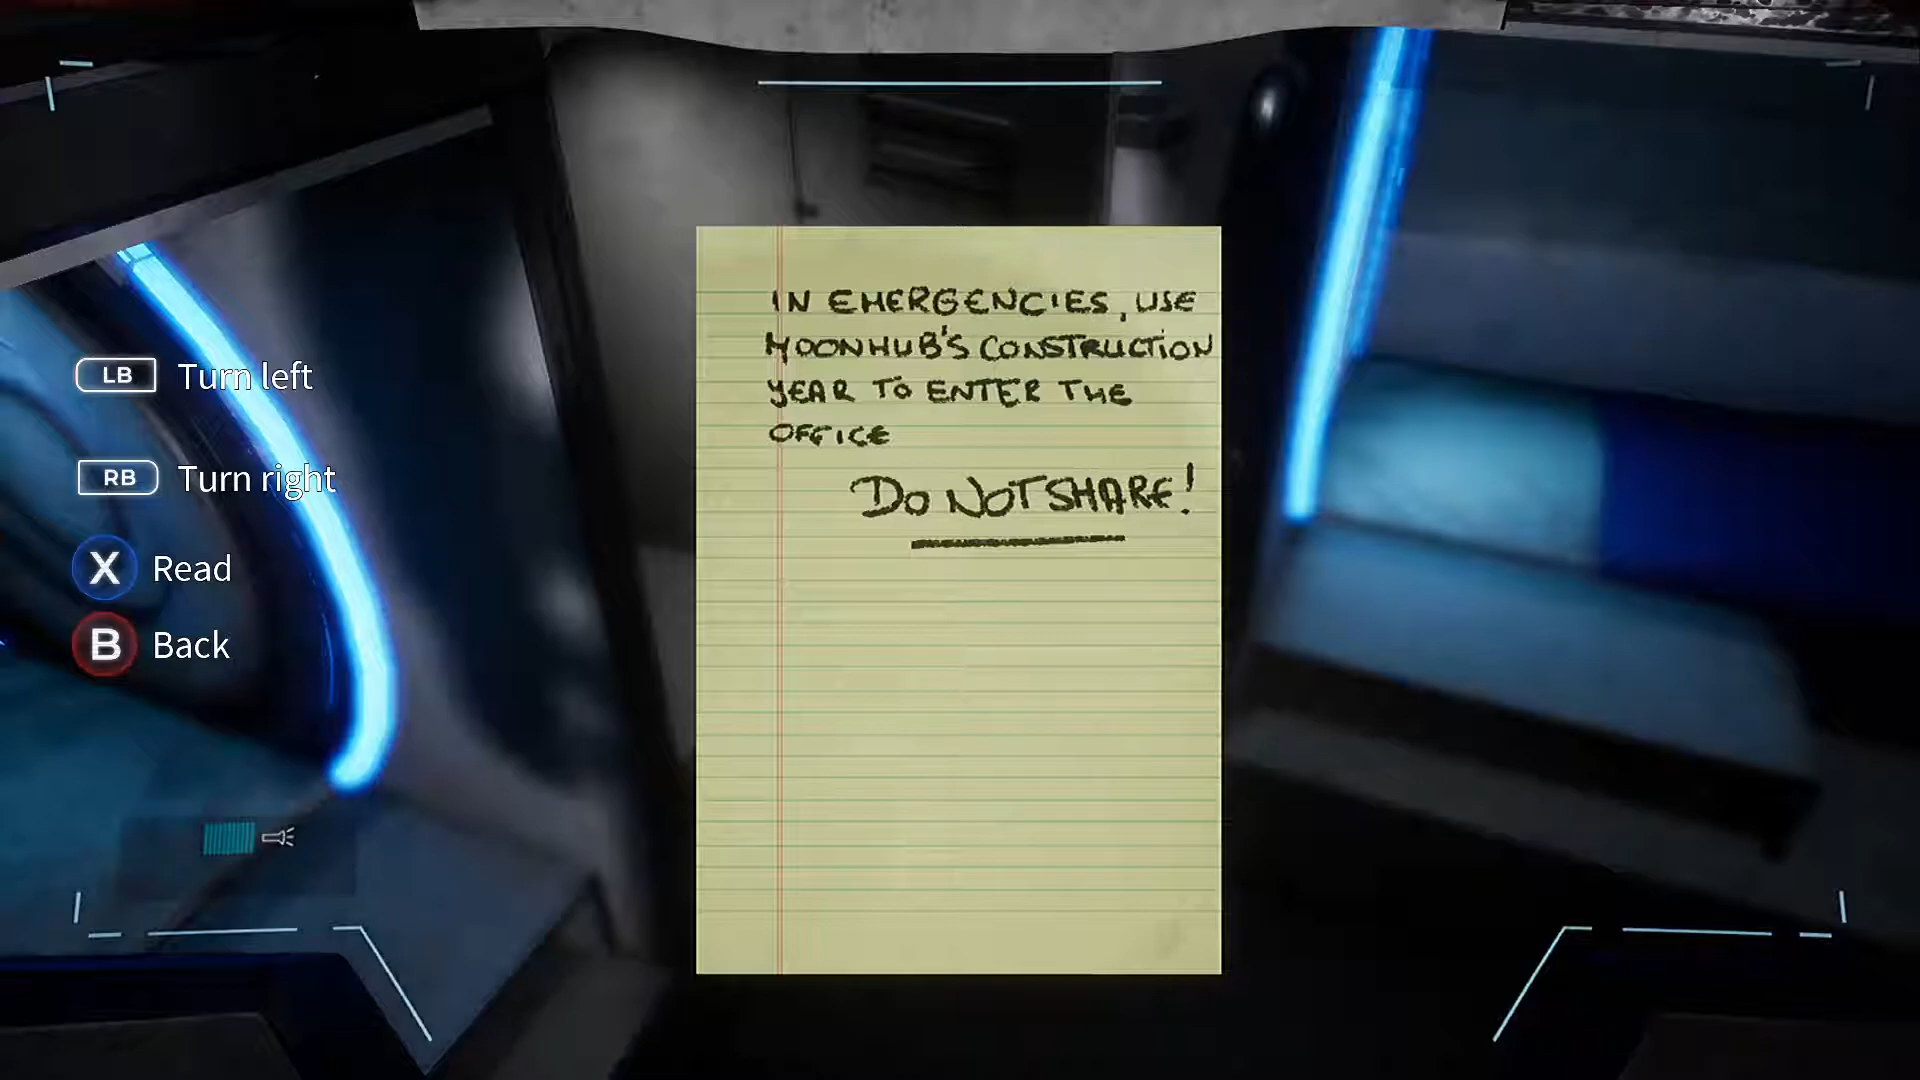 IN EMERGENCIES, USE
MOONHUB'S CONSTRUCTION
YEAR TO ENTER THE
OFFICE
DO NOT SHARE!
LB Turn left
RB Turn right
X Read
B Back